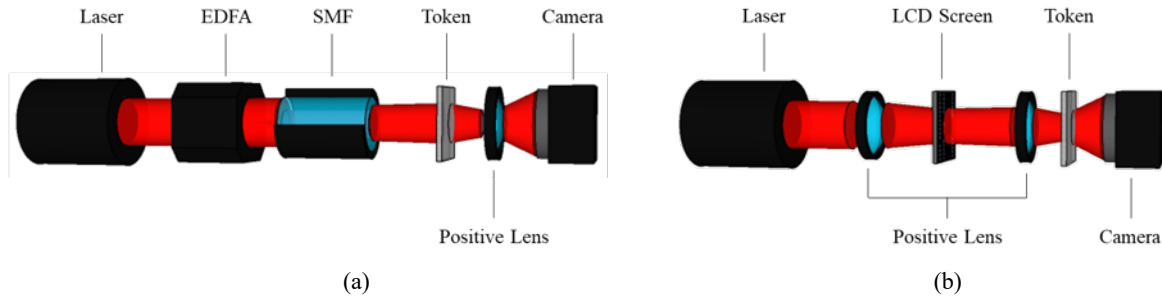 Laser EDFA SMF Token Camera
Positive Lens
(a)
Laser LCD Screen Token
Positive Lens Camera
(b)